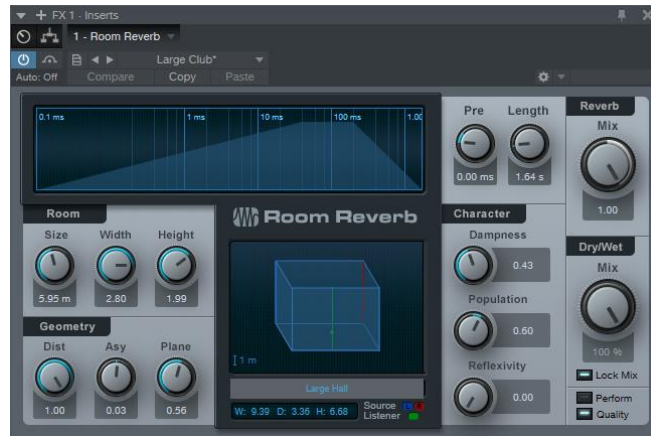 FX 1 - Inserts
1 - Room Reverb
Large Club*
Auto: Off Compare Copy Paste
0.1 ms 1 ms 10 ms 100 ms 1.00
Pre Length
0.00 ms 1.64 s
Reverb
Mix
1.00
Room Reverb
Room
Size Width Height
5.95 m 2.80 1.99
Character
Dampness
0.43
Population
0.60
Reflexivity
0.00
Dry/Wet
Mix
100 %
Lock Mix
Perform
Quality
Geometry
Dist Asy Plane
1.00 0.03 0.56
1 m
Large Hall
W: 9.39 D: 3.36 H: 6.68
Source L R
Listener